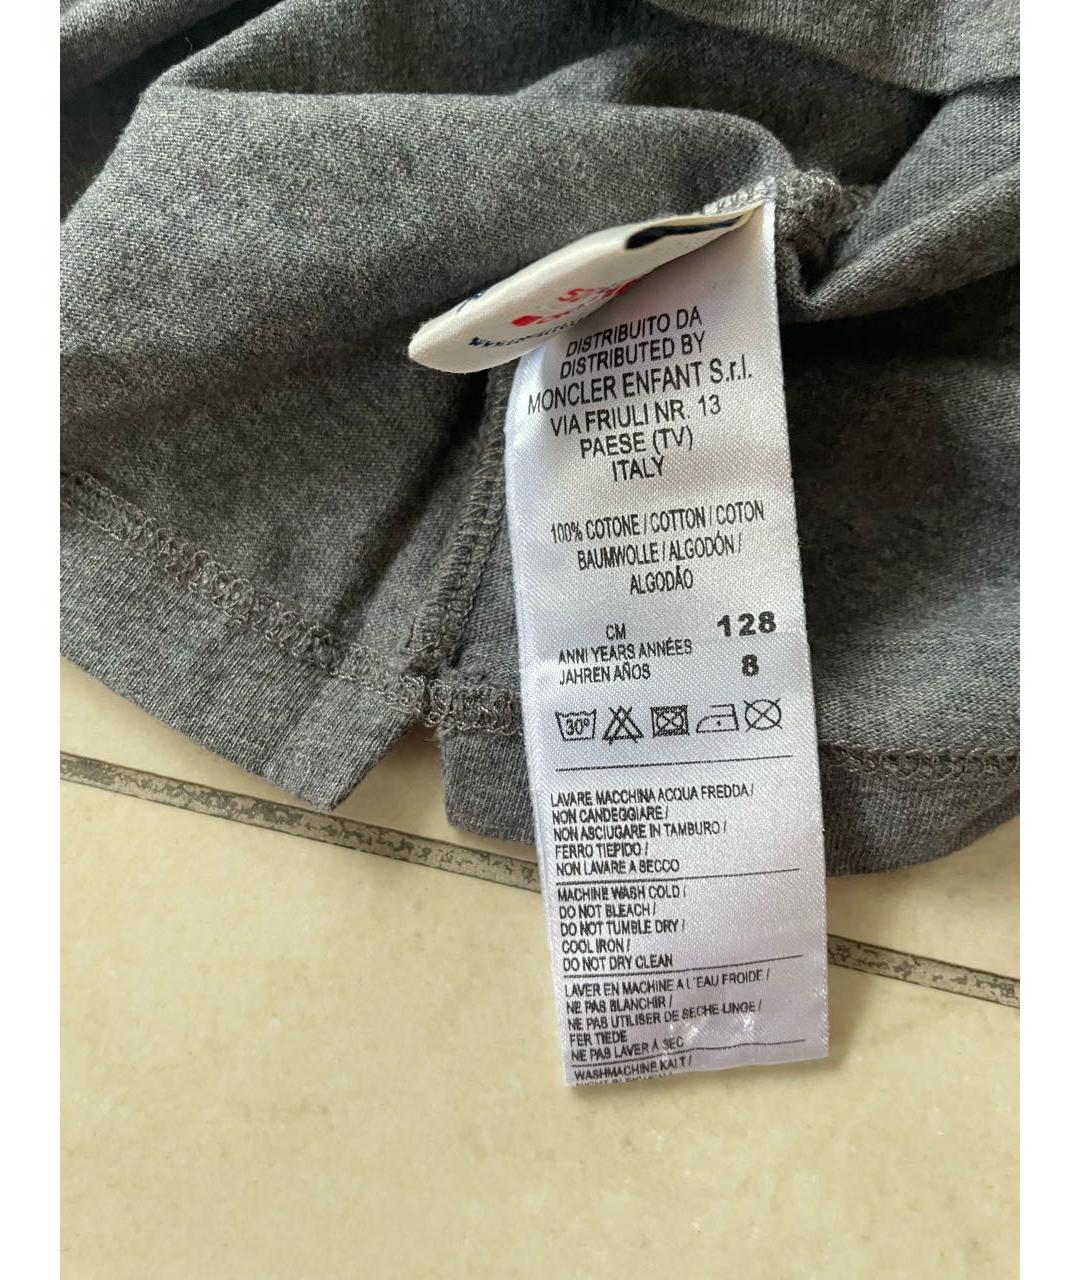 DISTRIBUITO DA
DISTRIBUTED BY
MONCLER ENFANT S.r.l.
VIA FRIULI NR. 13
PAESE (TV)
ITALY
100% COTONE / COTTON / COTON
BAUMWOLLE / ALGODÓN /
ALGODÃO
CM 128
ANNI YEARS ANNÉES
JAHREN AÑOS 8
30°
LAVARE MACCHINA ACQUA FREDDA /
NON CANDEGGIARE /
NON ASCIUGARE IN TAMBURO /
FERRO TIEPIDO /
NON LAVARE A SECCO
MACHINE WASH COLD /
DO NOT BLEACH /
DO NOT TUMBLE DRY /
COOL IRON /
DO NOT DRY CLEAN
LAVER EN MACHINE A L'EAU FROIDE /
NE PAS BLANCHIR /
NE PAS UTILISER DE SECHE-LINGE /
FER TIEDE
NE PAS LAVER À SEC
WASHMACHINE KALT /